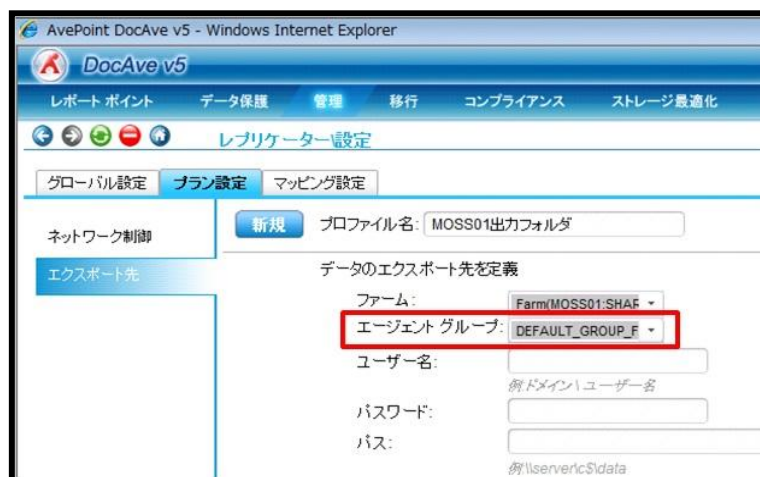 AvePoint DocAve v5 - Windows Internet Explorer
DocAve v5
レポート ポイント データ保護 管理 移行 コンプライアンス ストレージ最適化
レプリケーター\設定
グローバル設定 プラン設定 マッピング設定
ネットワーク制御
エクスポート先
新規 プロファイル名: MOSS01出力フォルダ
データのエクスポート先を定義
ファーム: Farm(MOSS01:SHAR
エージェント グループ: DEFAULT_GROUP_F
ユーザー名:
例:ドメイン\ユーザー名
パスワード:
パス:
例:\\server\c$\data